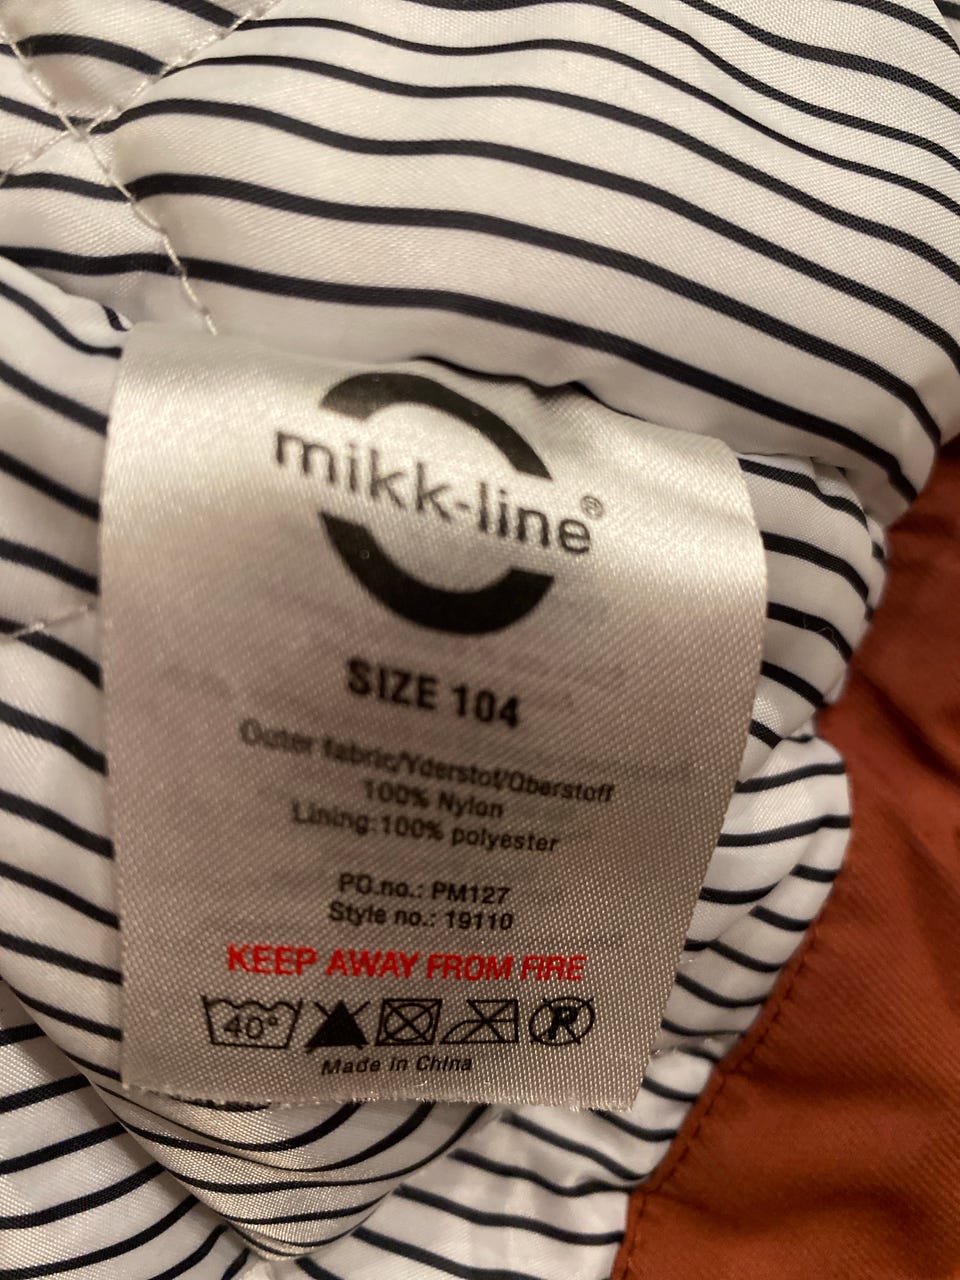 mikk-line®
SIZE 104
Outer fabric/Yderstof/Oberstoff
100% Nylon
Lining:100% polyester
PO.no.: PM127
Style no.: 19110
KEEP AWAY FROM FIRE
40°
P
Made in China